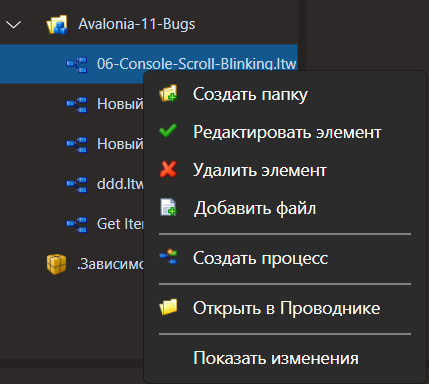 Avalonia-11-Bugs
06-Console-Scroll-Blinking.ltw
Создать папку
Новый
Редактировать элемент
Новый
Удалить элемент
ddd.ltw
Добавить файл
Get Iter
Создать процесс
.Зависимо
Открыть в Проводнике
Показать изменения